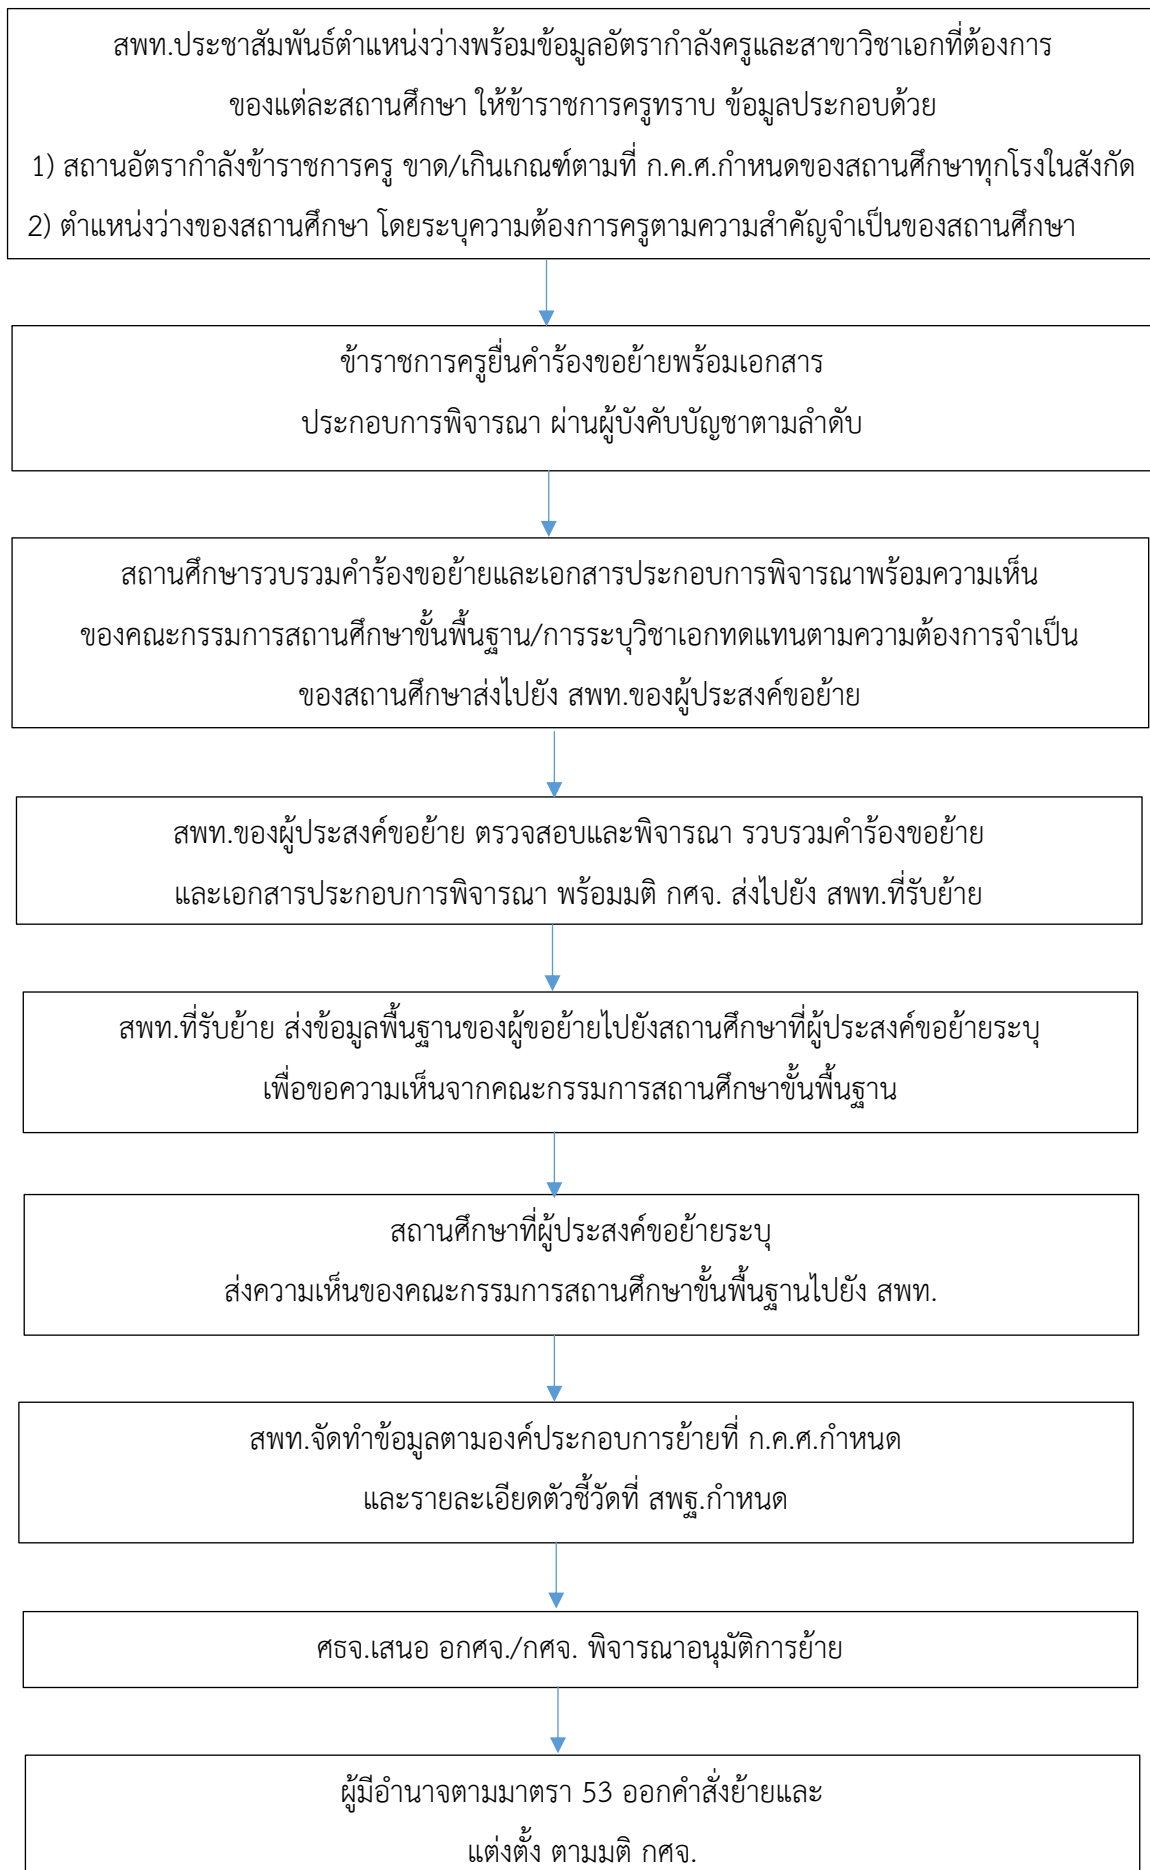 สพท.ประชาสัมพันธ์ตำแหน่งว่างพร้อมข้อมูลอัตรากำลังครูและสาขาวิชาเอกที่ต้องการ
ของแต่ละสถานศึกษา ให้ข้าราชการครูทราบ ข้อมูลประกอบด้วย
1) สถานอัตรากำลังข้าราชการครู ขาด/เกินเกณฑ์ตามที่ ก.ค.ศ.กำหนดของสถานศึกษาทุกโรงในสังกัด
2) ตำแหน่งว่างของสถานศึกษา โดยระบุความต้องการครูตามความสำคัญจำเป็นของสถานศึกษา
ข้าราชการครูยื่นคำร้องขอย้ายพร้อมเอกสาร
ประกอบการพิจารณา ผ่านผู้บังคับบัญชาตามลำดับ
สถานศึกษารวบรวมคำร้องขอย้ายและเอกสารประกอบการพิจารณาพร้อมความเห็น
ของคณะกรรมการสถานศึกษาขั้นพื้นฐาน/การระบุวิชาเอกทดแทนตามความต้องการจำเป็น
ของสถานศึกษาส่งไปยัง สพท.ของผู้ประสงค์ขอย้าย
สพท.ของผู้ประสงค์ขอย้าย ตรวจสอบและพิจารณา รวบรวมคำร้องขอย้าย
และเอกสารประกอบการพิจารณา พร้อมมติ กศจ. ส่งไปยัง สพท.ที่รับย้าย
สพท.ที่รับย้าย ส่งข้อมูลพื้นฐานของผู้ขอย้ายไปยังสถานศึกษาที่ผู้ประสงค์ขอย้ายระบุ
เพื่อขอความเห็นจากคณะกรรมการสถานศึกษาขั้นพื้นฐาน
สถานศึกษาที่ผู้ประสงค์ขอย้ายระบุ
ส่งความเห็นของคณะกรรมการสถานศึกษาขั้นพื้นฐานไปยัง สพท.
สพท.จัดทำข้อมูลตามองค์ประกอบการย้ายที่ ก.ค.ศ.กำหนด
และรายละเอียดตัวชี้วัดที่ สพฐ.กำหนด
ศธจ.เสนอ อกศจ./กศจ. พิจารณาอนุมัติการย้าย
ผู้มีอำนาจตามมาตรา 53 ออกคำสั่งย้ายและ
แต่งตั้ง ตามมติ กศจ.